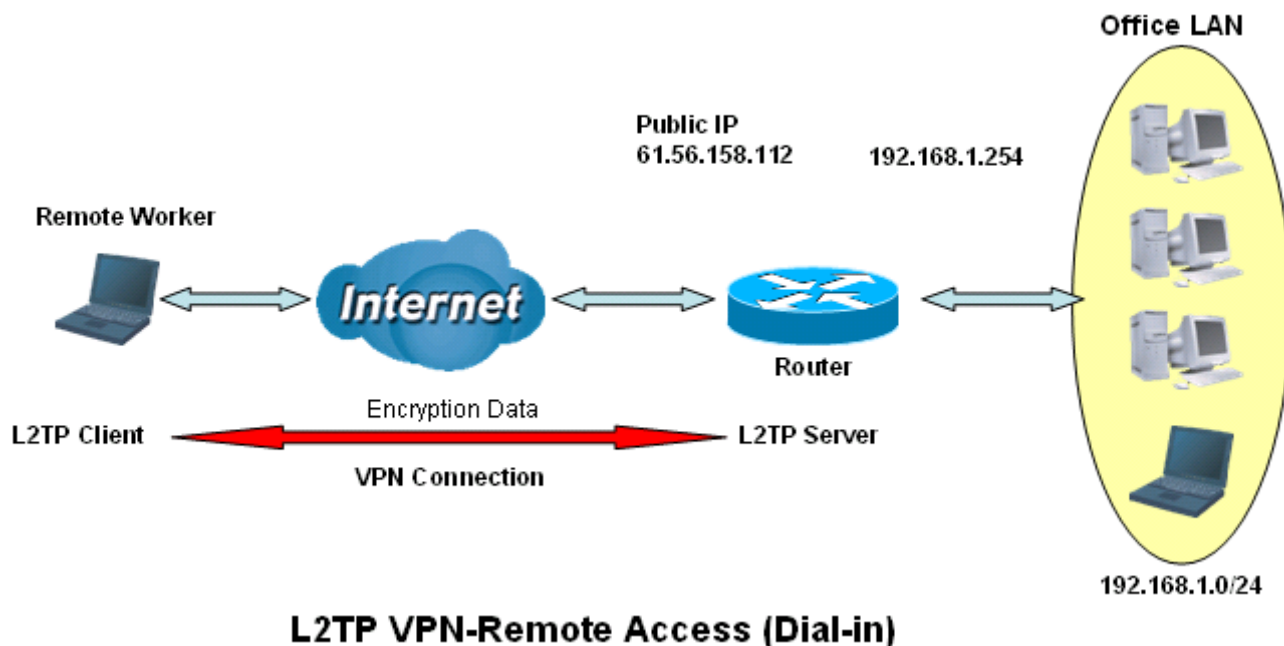 Office LAN
Public IP
61.56.158.112
192.168.1.254
Remote Worker
Internet
Router
Encryption Data
L2TP Client
L2TP Server
VPN Connection
192.168.1.0/24
L2TP VPN-Remote Access (Dial-in)